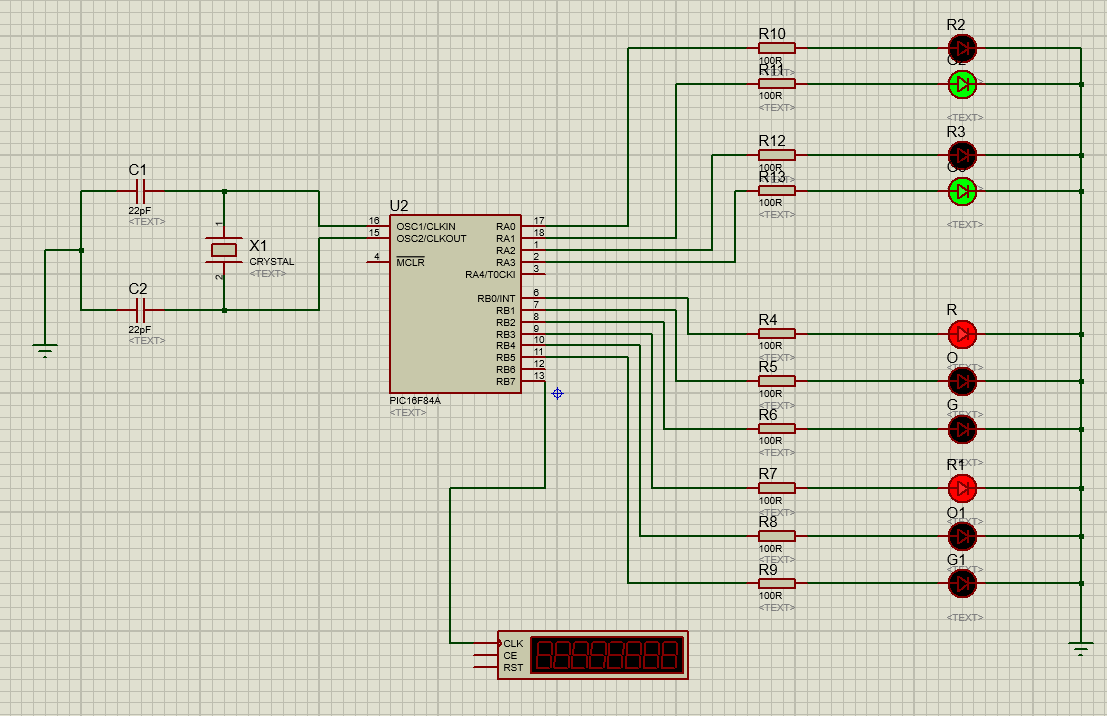 R2
R10
100R
<TEXT>
R11
100R
<TEXT>
<TEXT>
R3
R12
100R
R13
<TEXT>
<TEXT>
C1
22pF
<TEXT>
U2
16
OSC1/CLKIN
RA0
17
15
OSC2/CLKOUT
RA1
18
RA2
1
4
MCLR
RA3
2
RA4/T0CKI
3
1
X1
CRYSTAL
<TEXT>
2
RB0/INT
6
RB1
7
RB2
8
RB3
9
RB4
10
RB5
11
RB6
12
RB7
13
C2
22pF
<TEXT>
PIC16F84A
<TEXT>
R4
100R
<TEXT>
R
R5
100R
<TEXT>
O
R6
100R
<TEXT>
G
<TEXT>
<TEXT>
R7
100R
<TEXT>
R1
<TEXT>
R8
100R
<TEXT>
O1
<TEXT>
R9
100R
<TEXT>
G1
<TEXT>
<TEXT>
CLK
CE
RST